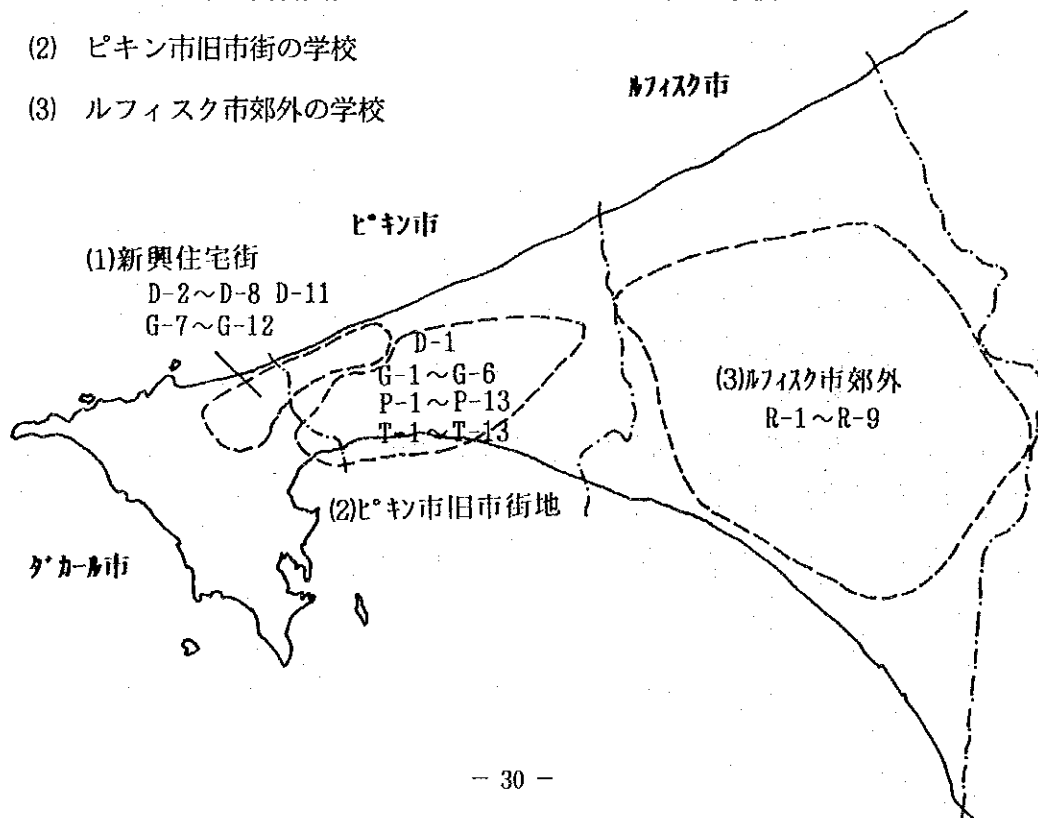 (2) ピキン市旧市街の学校
(3) ルフィスク市郊外の学校
ルフィスク市
ピキン市
(1)新興住宅街
D-2～D-8 D-11
G-7～G-12
D-1
G-1～G-6
P-1～P-13
T-1～T-13
(3)ルフィスク市郊外
R-1～R-9
(2)ピキン市旧市街地
ダカール市
－ 30 －